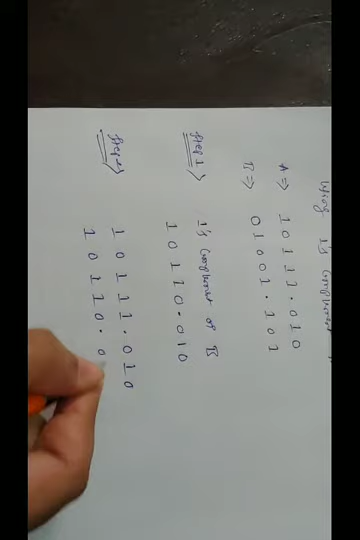 Using 1's complement
A => 10111.010
B => 01001.101
Step 1> 1's Complement of B
10110.010
Step 2>
10111.010
10110.0